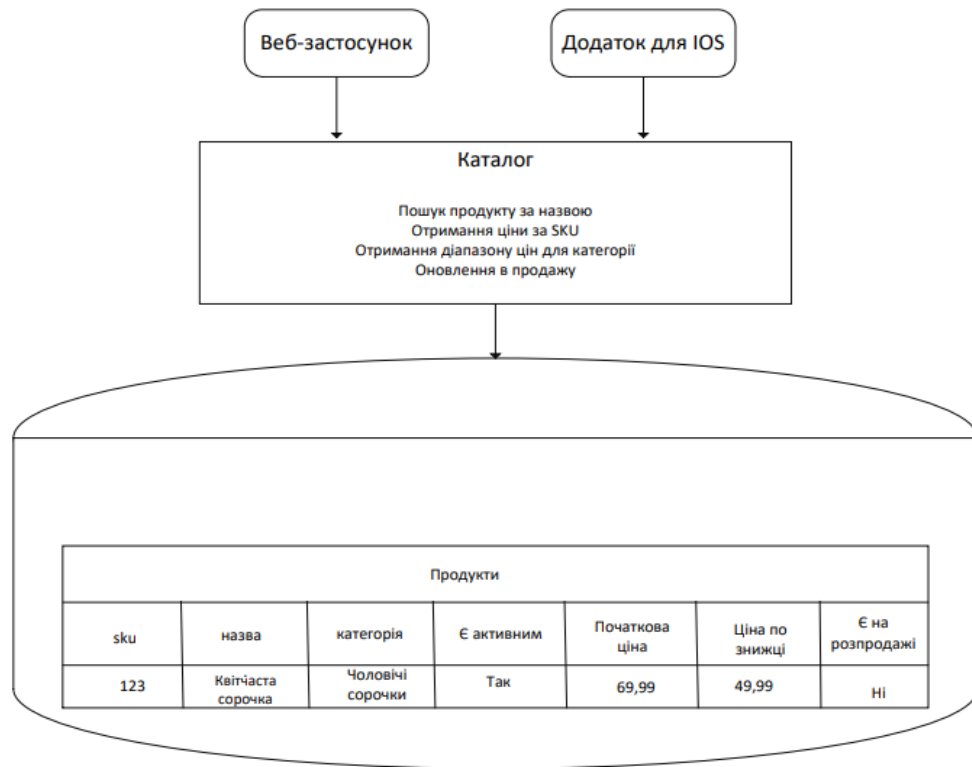 Веб-застосунок
Додаток для IOS
Каталог
Пошук продукту за назвою
Отримання ціни за SKU
Отримання діапазону цін для категорії
Оновлення в продажу
Продукти
sku
назва
категорія
Є активним
Початкова
ціна
Ціна по
знижці
Є на
розпродажі
123
Квітчаста
сорочка
Чоловічі
сорочки
Так
69,99
49,99
Ні